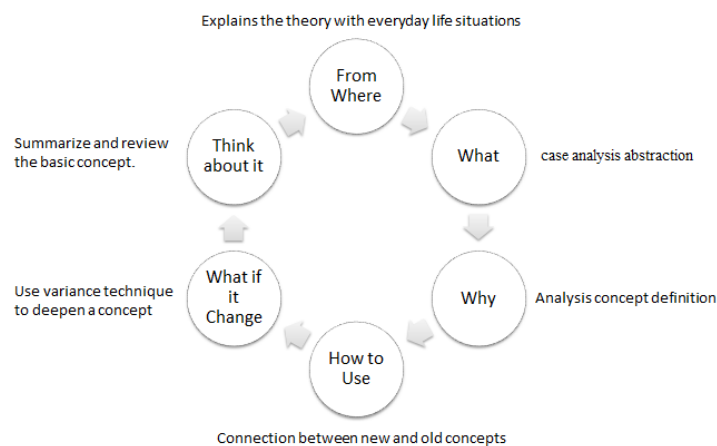 Explains the theory with everyday life situations
From
Where
What
case analysis abstraction
Why
Analysis concept definition
How to
Use
Connection between new and old concepts
What if
it
Change
Use variance technique
to deepen a concept
Think
about it
Summarize and review
the basic concept.